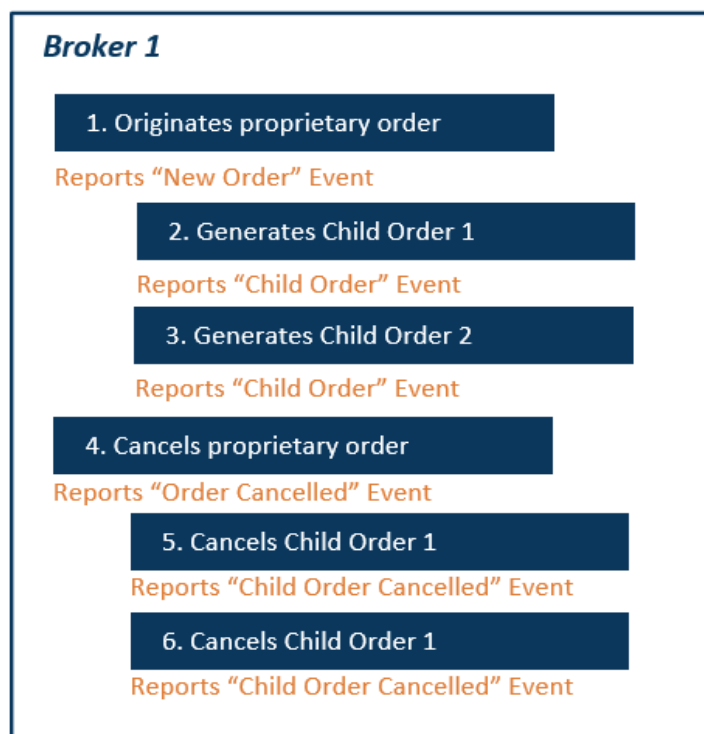 Broker 1
1. Originates proprietary order
Reports “New Order” Event
2. Generates Child Order 1
Reports “Child Order” Event
3. Generates Child Order 2
Reports “Child Order” Event
4. Cancels proprietary order
Reports “Order Cancelled” Event
5. Cancels Child Order 1
Reports “Child Order Cancelled” Event
6. Cancels Child Order 1
Reports “Child Order Cancelled” Event